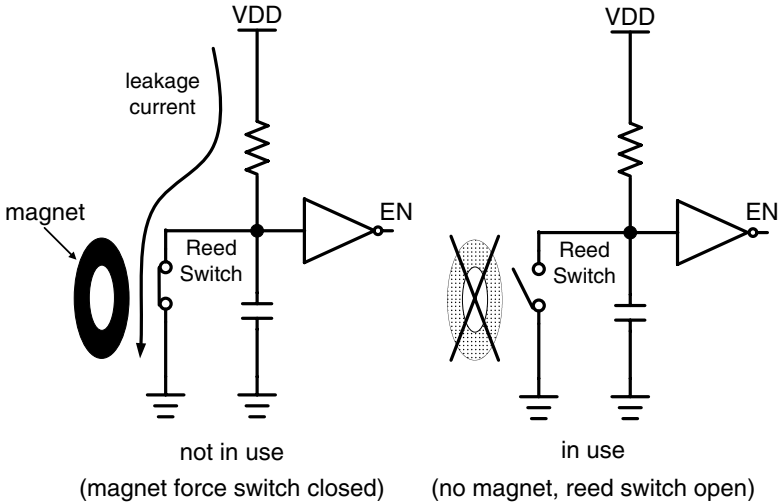 VDD
leakage
current
magnet
EN
Reed
Switch
not in use
(magnet force switch closed)
VDD
EN
Reed
Switch
in use
(no magnet, reed switch open)